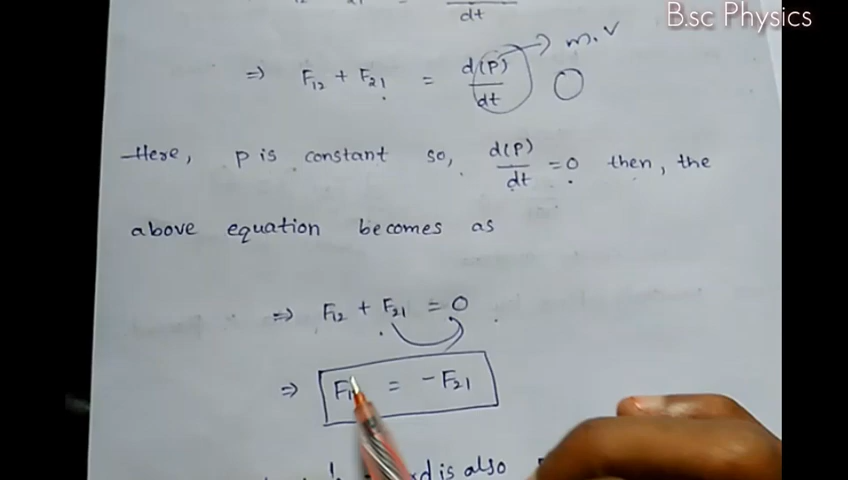 B.sc Physics
dt
=> F₁₂ + F₂₁ = d(P)/dt → m.v 0
Here, p is constant so, d(P)/dt = 0 then, the
above equation becomes as
=> F₁₂ + F₂₁ = 0
=> F₁ = -F₂₁
is also